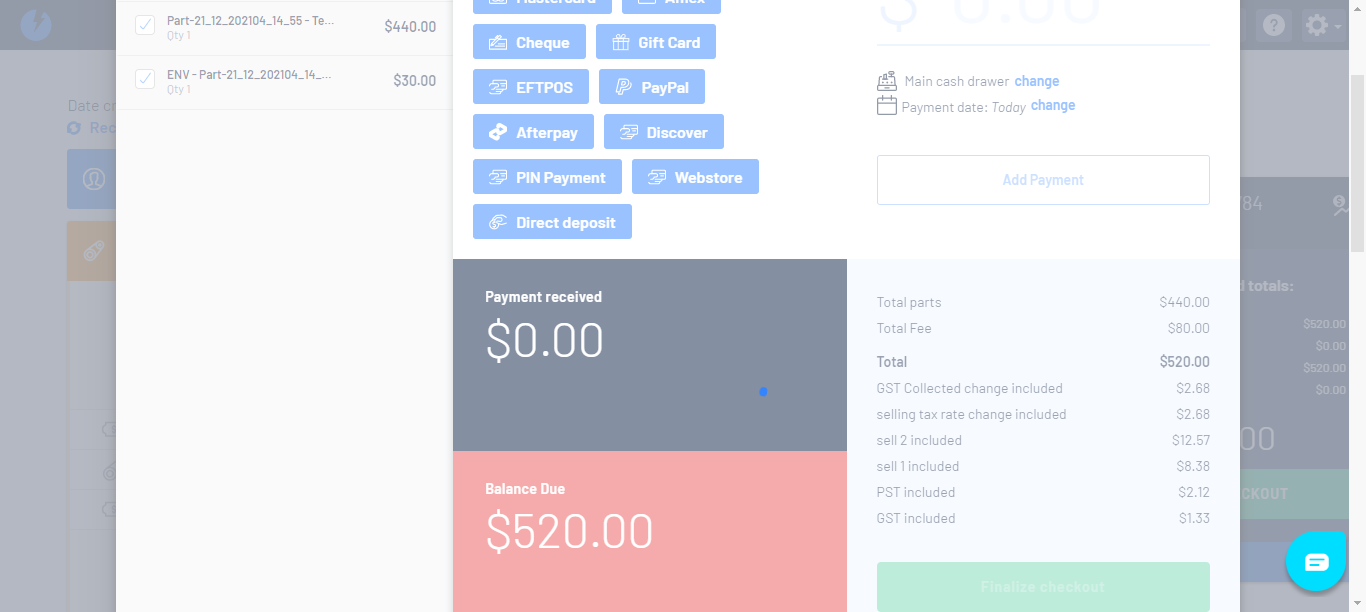 Part-21_12_202104_14_55 - Te...
Qty 1
$440.00
ENV - Part-21_12_202104_14_...
Qty 1
$30.00
Date cr
Rec
Mastercard
Amex
Cheque
Gift Card
EFTPOS
PayPal
Afterpay
Discover
PIN Payment
Webstore
Direct deposit
$ 0.00
Main cash drawer change
Payment date: Today change
Add Payment
Payment received
$0.00
Balance Due
$520.00
Total parts $440.00
Total Fee $80.00
Total $520.00
GST Collected change included $2.68
selling tax rate change included $2.68
sell 2 included $12.57
sell 1 included $8.38
PST included $2.12
GST included $1.33
Finalize checkout
784
d totals:
$520.00
$0.00
$520.00
$0.00
00
CKOUT